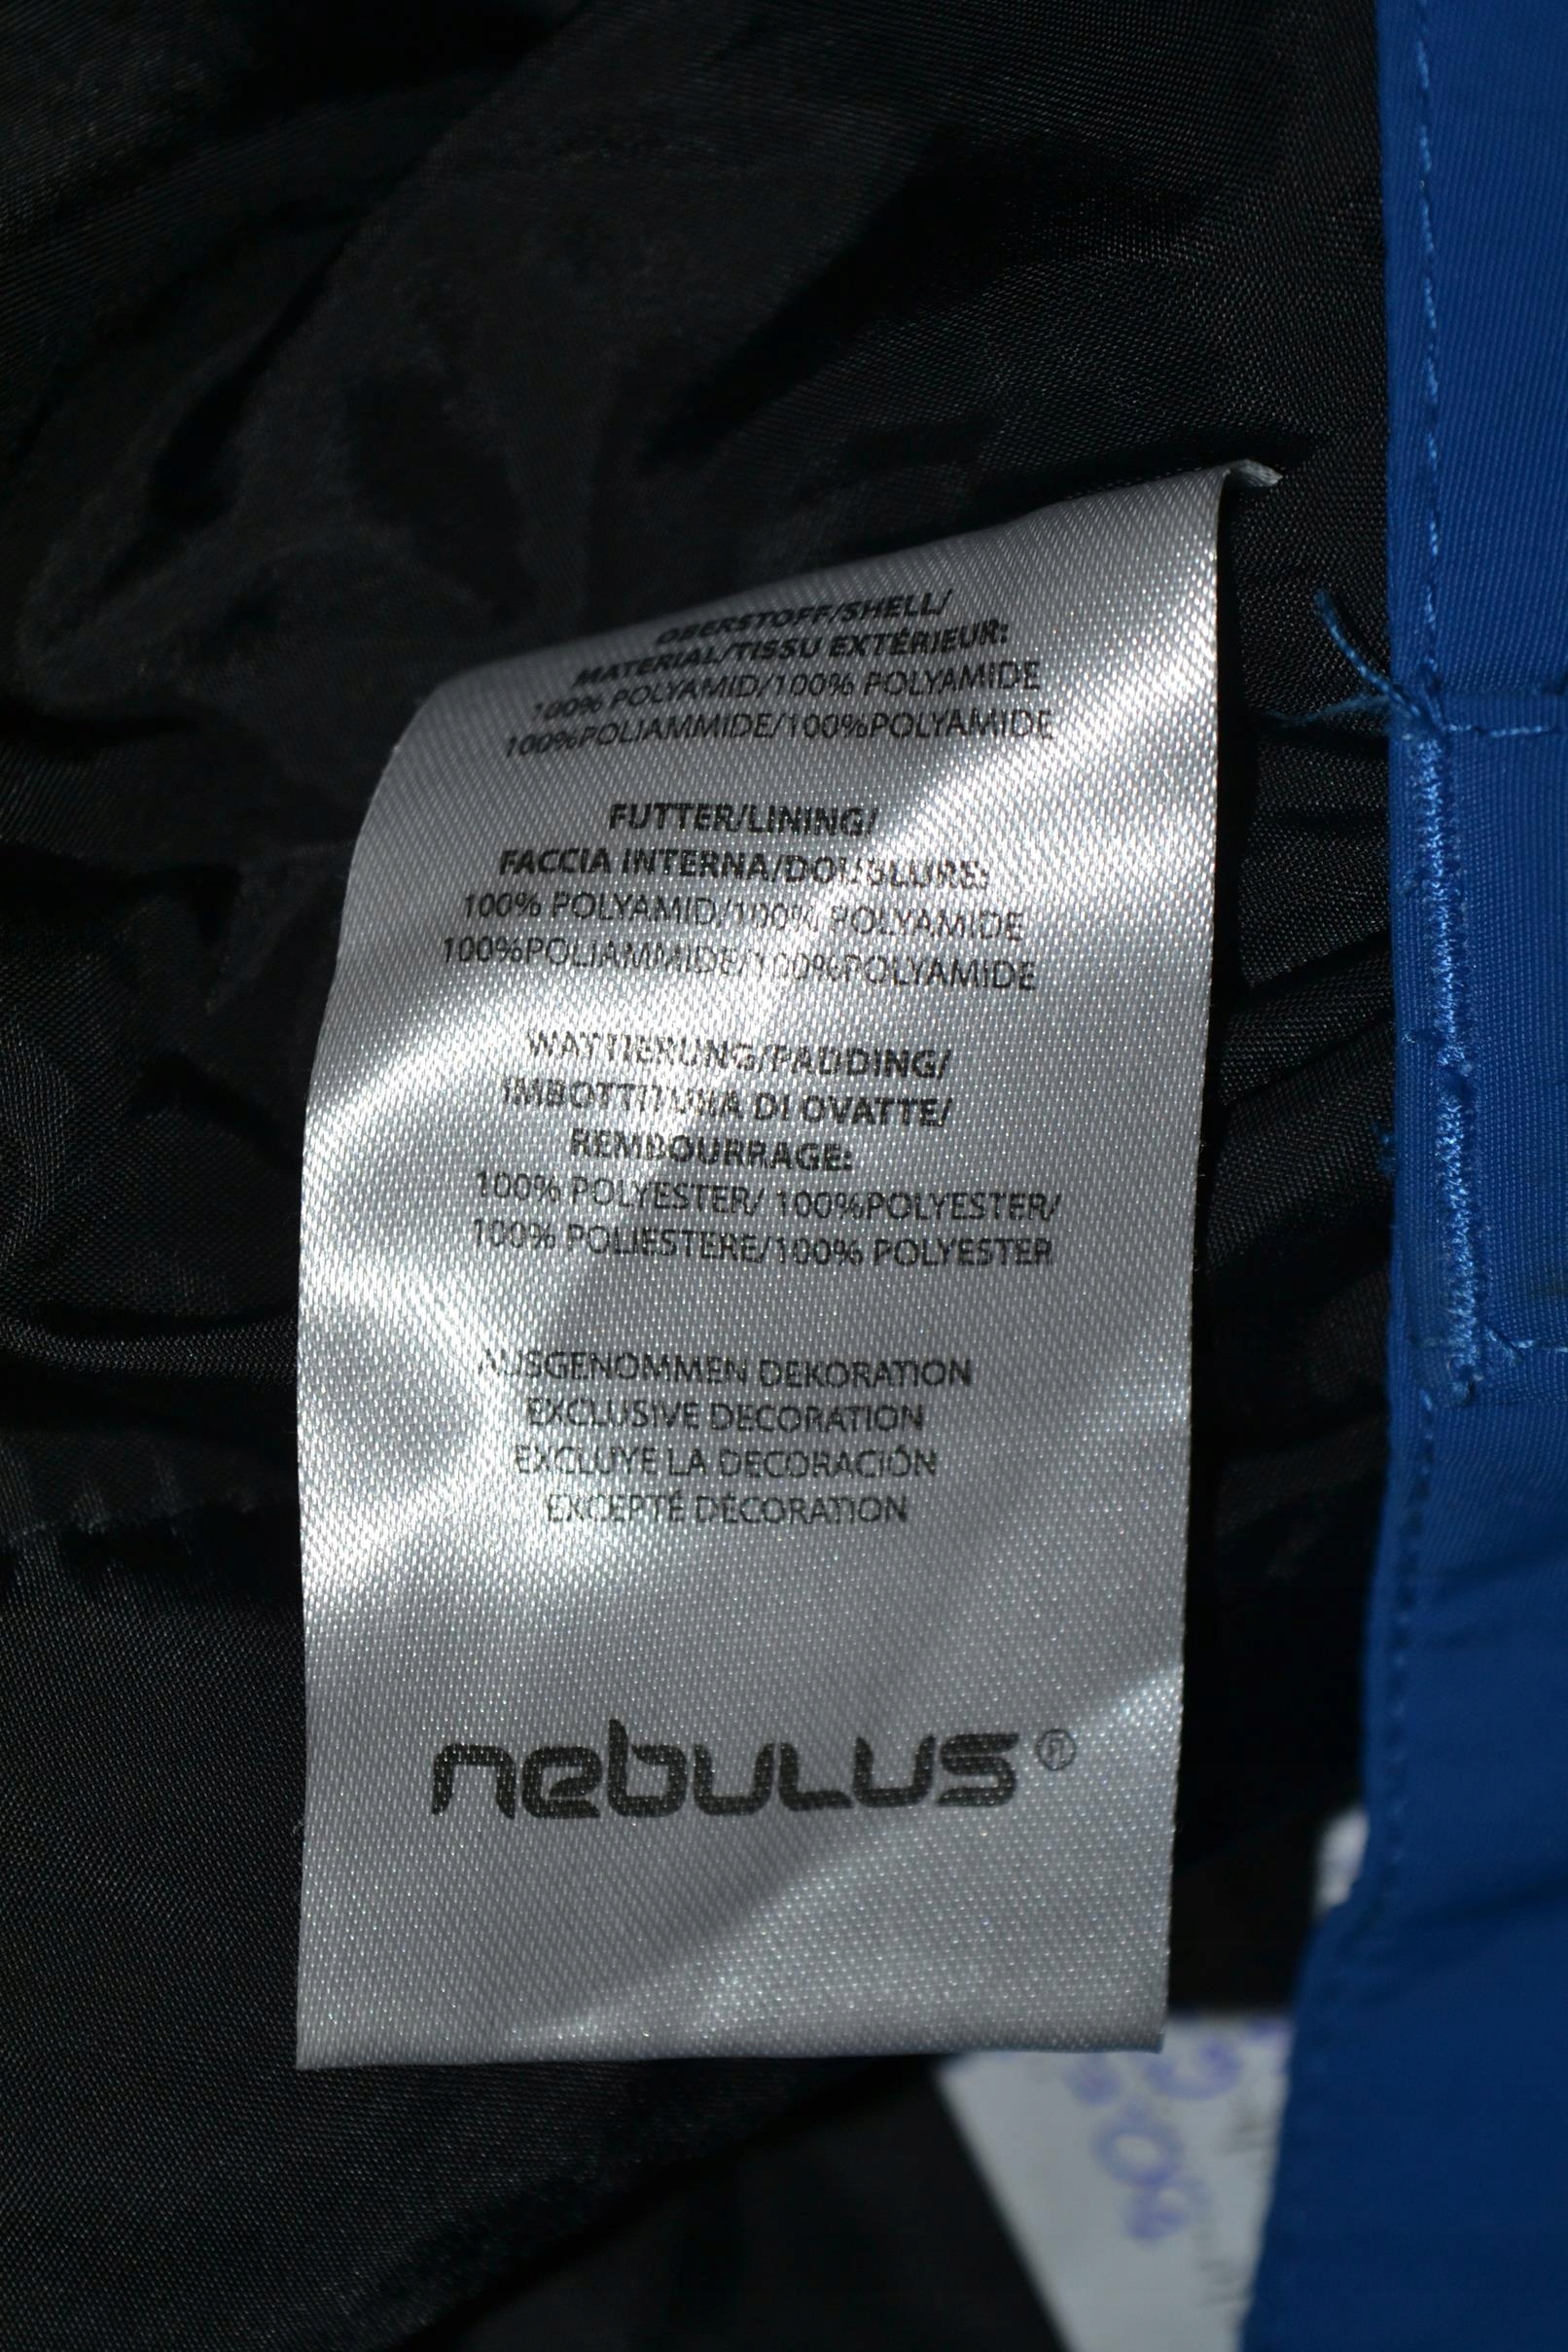 OBERSTOFF/SHELL/
MATERIAL/TISSU EXTÉRIEUR:
100% POLYAMID/100% POLYAMIDE
100%POLIAMMIDE/100%POLYAMIDE
FUTTER/LINING/
FACCIA INTERNA/DOUBLURE:
100% POLYAMID/100% POLYAMIDE
100%POLIAMMIDE/100%POLYAMIDE
WATTIERUNG/PADDING/
IMBOTTITURA DI OVATTE/
REMBOURRAGE:
100% POLYESTER/ 100%POLYESTER/
100% POLIESTERE/100% POLYESTER
AUSGENOMMEN DEKORATION
EXCLUSIVE DECORATION
EXCLUYE LA DECORACIÓN
EXCEPTÉ DÉCORATION
nebulus®